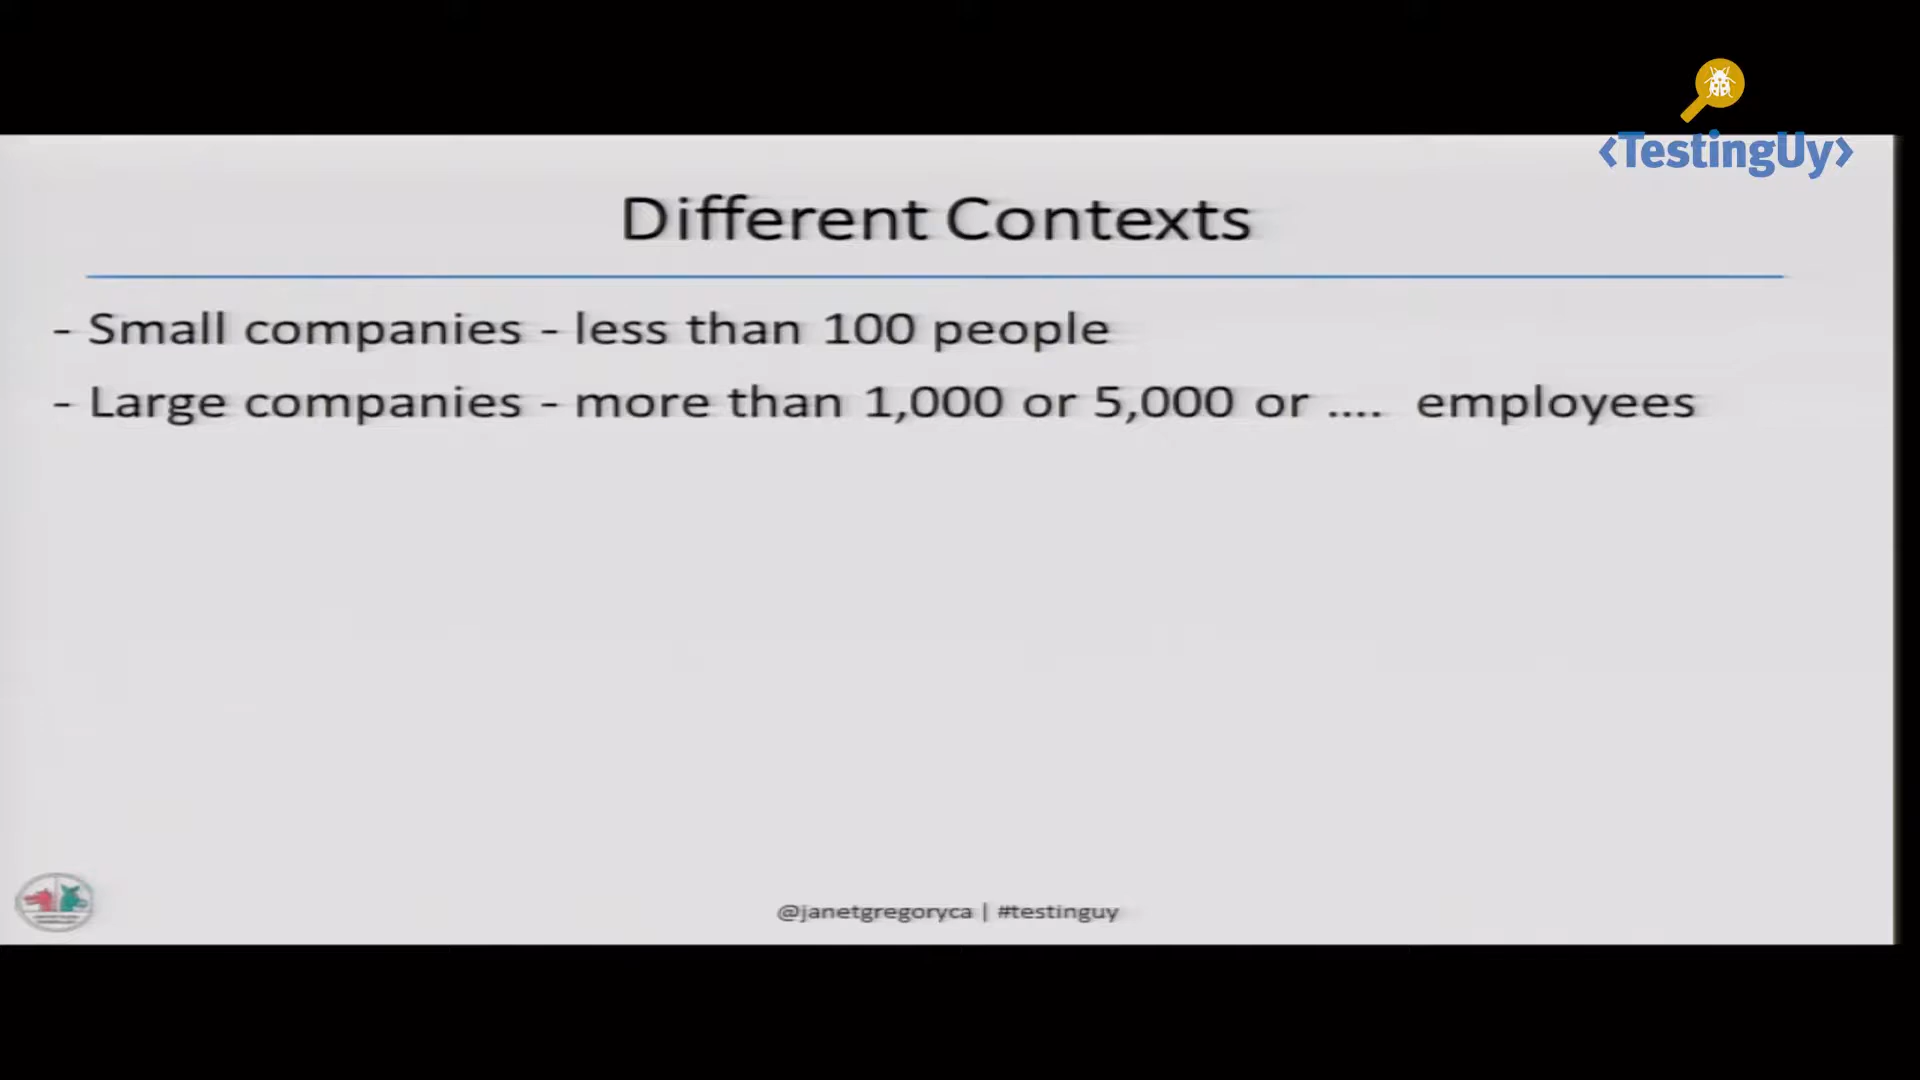 <TestingUy>
Different Contexts
- Small companies - less than 100 people
- Large companies - more than 1,000 or 5,000 or .... employees
@janetgregoryca | #testinguy